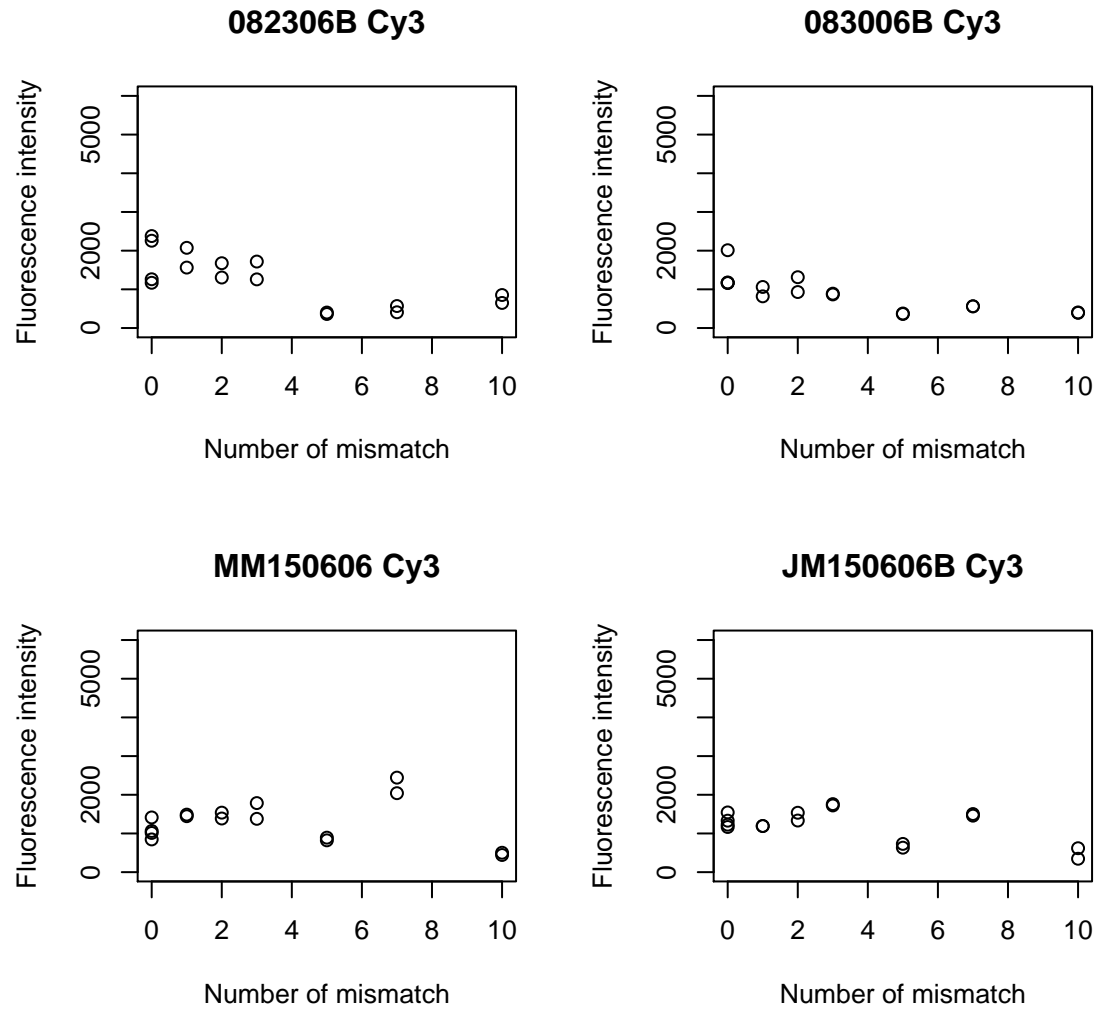 082306B Cy3
Fluorescence intensity
5000
2000
0
0 2 4 6 8 10
Number of mismatch
083006B Cy3
Fluorescence intensity
5000
2000
0
0 2 4 6 8 10
Number of mismatch
MM150606 Cy3
Fluorescence intensity
5000
2000
0
0 2 4 6 8 10
Number of mismatch
JM150606B Cy3
Fluorescence intensity
5000
2000
0
0 2 4 6 8 10
Number of mismatch